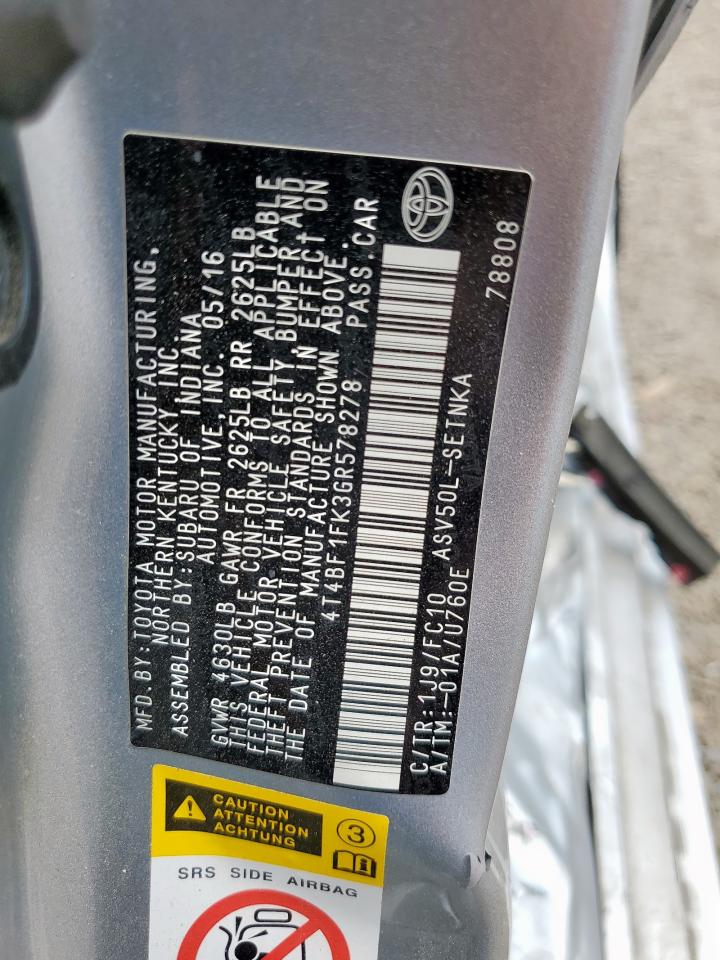 MFD. BY: TOYOTA MOTOR MANUFACTURING,
NORTHERN KENTUCKY INC.
ASSEMBLED BY: SUBARU OF INDIANA
AUTOMOTIVE, INC. 05/16
GVWR 4630LB GAWR FR 2625LB RR 2625LB
THIS VEHICLE CONFORMS TO ALL APPLICABLE
FEDERAL MOTOR VEHICLE SAFETY BUMPER, AND
THEFT PREVENTION STANDARDS IN EFFECT ON
THE DATE OF MANUFACTURE SHOWN ABOVE.
4T4BF1FK3GR578278 PASS. CAR
C/TR: 1J9/FC10 ASV50L-SETNKA
A/TM: -01A/U760E 78808
CAUTION
ATTENTION
ACHTUNG
3
SRS SIDE AIRBAG